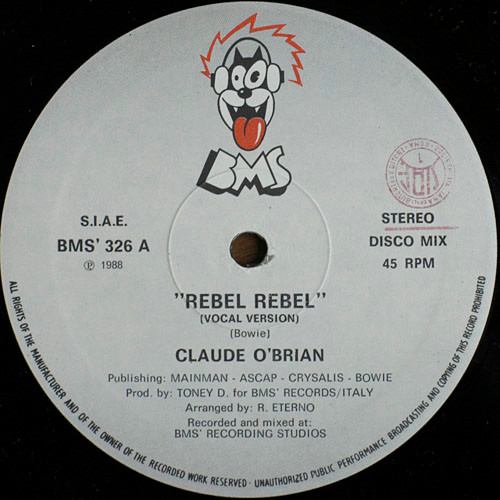 BMS
S.I.A.E.
BMS' 326 A
Ⓟ 1988
STEREO
DISCO MIX
45 RPM
"REBEL REBEL"
(VOCAL VERSION)
(Bowie)
CLAUDE O'BRIAN
Publishing: MAINMAN - ASCAP - CRYSALIS - BOWIE
Prod. by: TONEY D. for BMS' RECORDS/ITALY
Arranged by: R. ETERNO
Recorded and mixed at:
BMS' RECORDING STUDIOS
ALL RIGHTS OF THE MANUFACTURER AND OF THE OWNER OF THE RECORDED WORK RESERVED · UNAUTHORIZED PUBLIC PERFORMANCE BROADCASTING AND COPYING OF THIS RECORD PROHIBITED